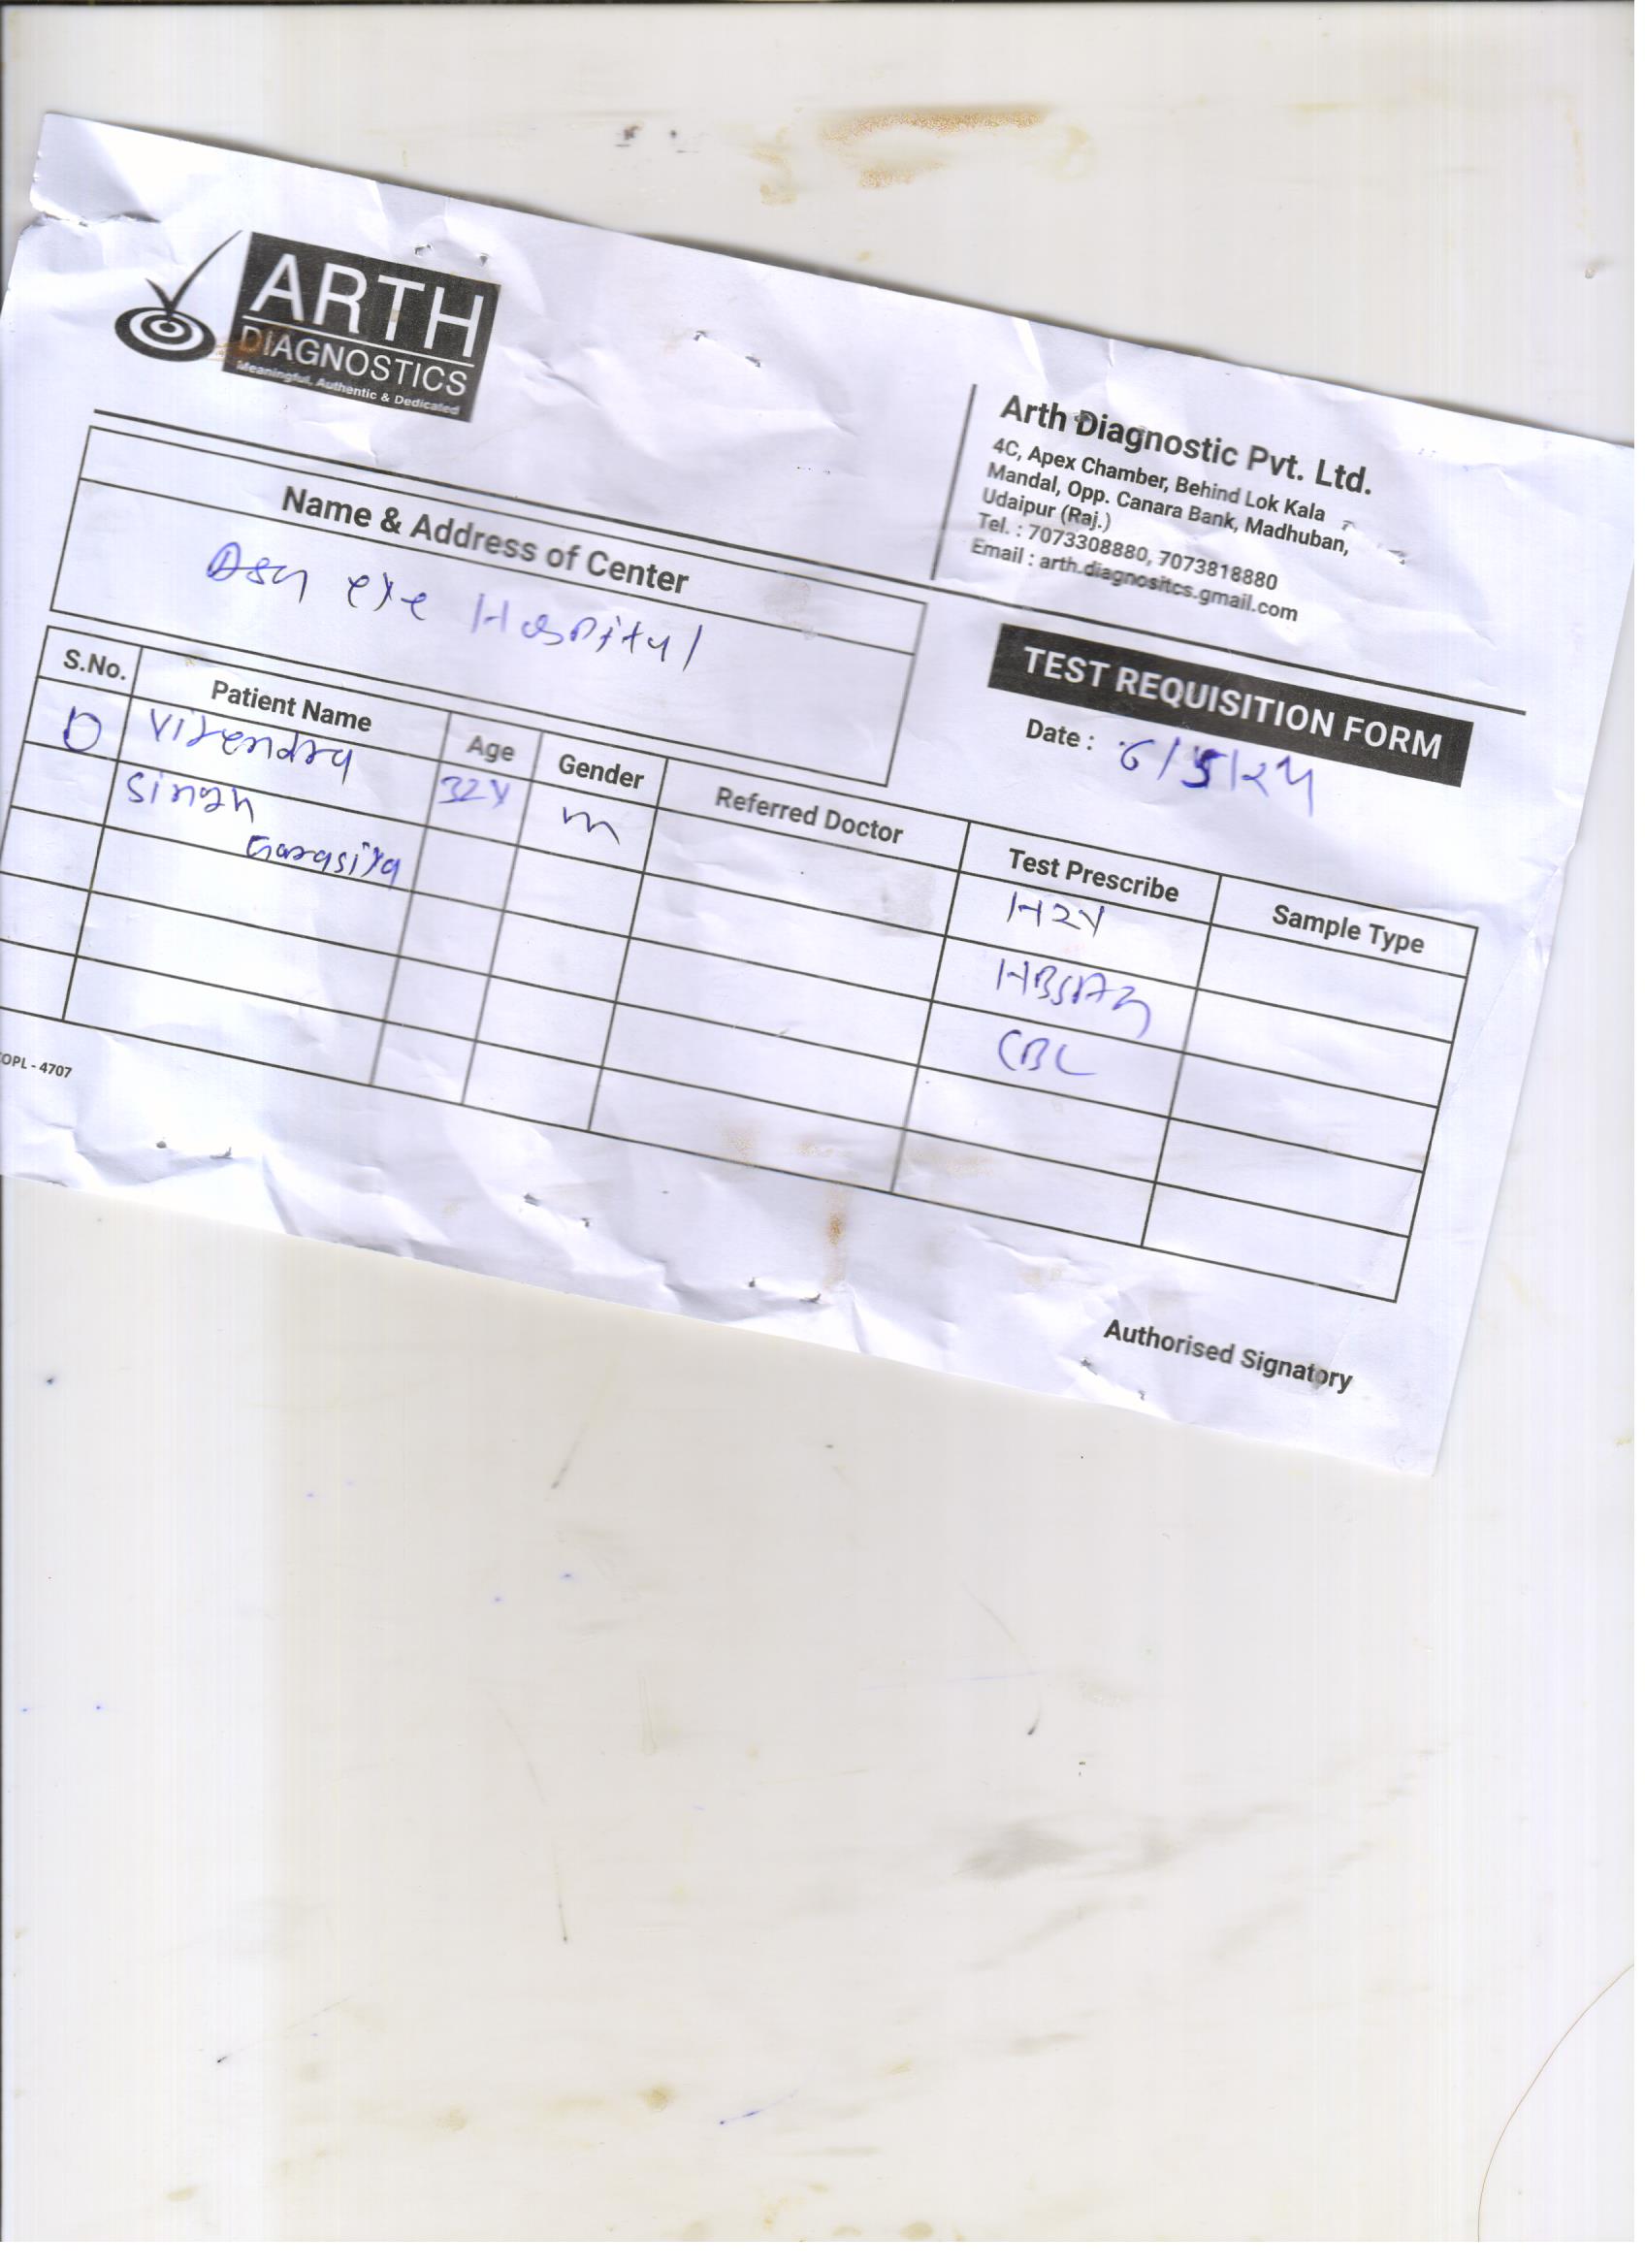 ARTH
DIAGNOSTICS
Meaningful, Authentic & Dedicated
Arth Diagnostic Pvt. Ltd.
4C, Apex Chamber, Behind Lok Kala
Mandal, Opp. Canara Bank, Madhuban,
Udaipur (Raj.)
Tel. : 7073308880, 7073818880
Email : arth.diagnositcs.gmail.com
Name & Address of Center
eye Hospital
TEST REQUISITION FORM
Date : 6/5/24
S.No. Patient Name Age Gender Referred Doctor Test Prescribe Sample Type
Virendra 32Y m
Singh
HBSAg
CBC
OPL - 4707
Authorised Signatory